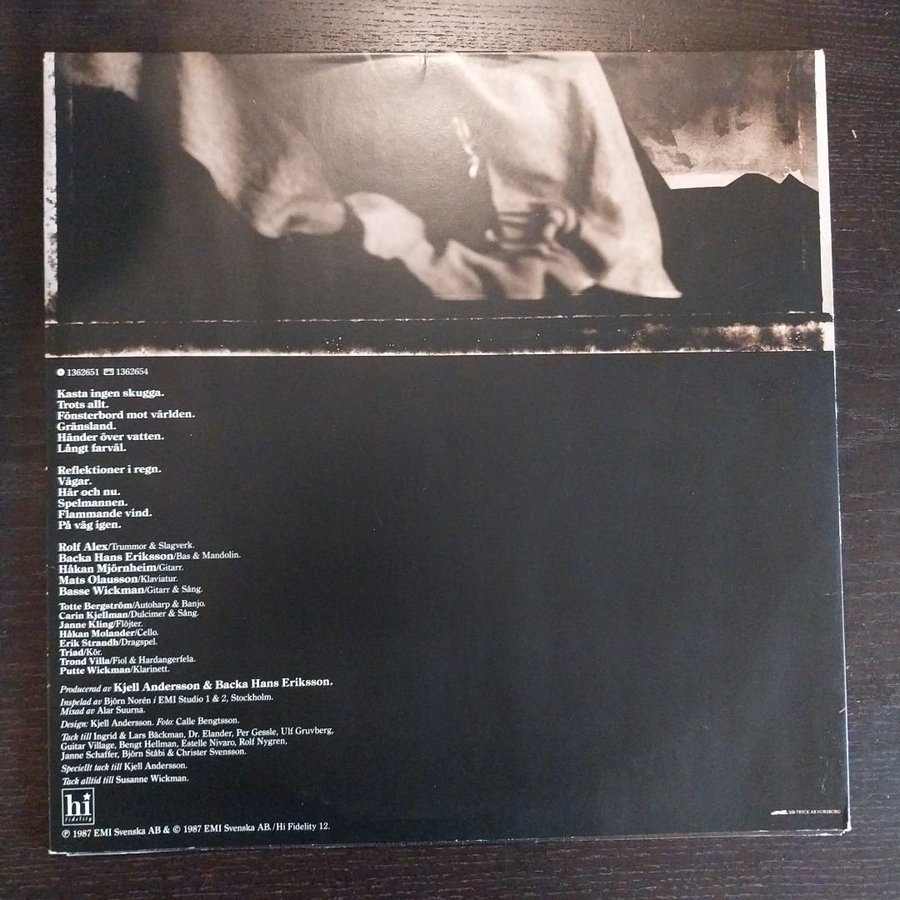 1362651 1362654
Kasta ingen skugga.
Trots allt.
Fönsterbord mot världen.
Gränsland.
Händer över vatten.
Långt farväl.
Reflektioner i regn.
Vägar.
Här och nu.
Spelmannen.
Flammande vind.
På väg igen.
Rolf Alex/Trummor & Slagverk.
Backa Hans Eriksson/Bas & Mandolin.
Håkan Mjörnheim/Gitarr.
Mats Olausson/Klaviatur.
Basse Wickman/Gitarr & Sång.
Totte Bergström/Autoharp & Banjo.
Carin Kjellman/Dulcimer & Sång.
Janne Kling/Flöjter.
Håkan Molander/Cello.
Erik Strandh/Dragspel.
Triad/Kör.
Trond Villa/Fiol & Hardangerfela.
Putte Wickman/Klarinett.
Producerad av Kjell Andersson & Backa Hans Eriksson.
Inspelad av Björn Norén i EMI Studio 1 & 2, Stockholm.
Mixad av Alar Suurna.
Design: Kjell Andersson. Foto: Calle Bengtsson.
Tack till Ingrid & Lars Bäckman, Dr. Elander, Per Gessle, Ulf Gruvberg,
Guitar Village, Bengt Hellman, Estelle Nivaro, Rolf Nygren,
Janne Schaffer, Björn Ståbi & Christer Svensson.
Speciellt tack till Kjell Andersson.
Tack alltid till Susanne Wickman.
hi
fidelity
℗ 1987 EMI Svenska AB & © 1987 EMI Svenska AB./Hi Fidelity 12.